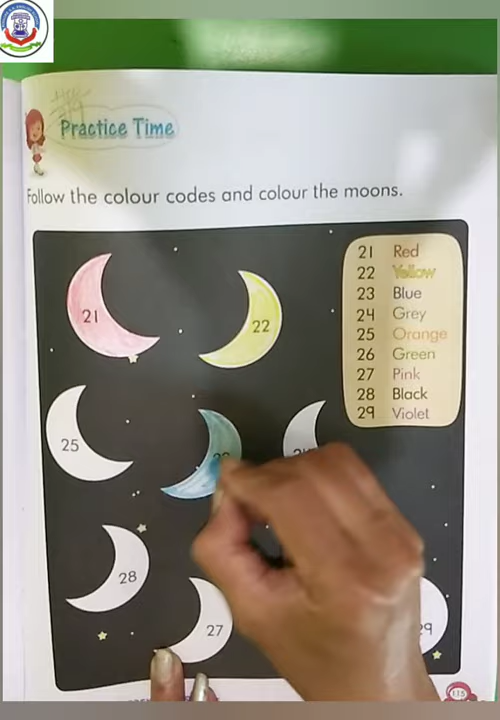 Practice Time
Follow the colour codes and colour the moons.
21 Red
22 Yellow
23 Blue
24 Grey
25 Orange
26 Green
27 Pink
28 Black
29 Violet
21
22
25
28
27
115